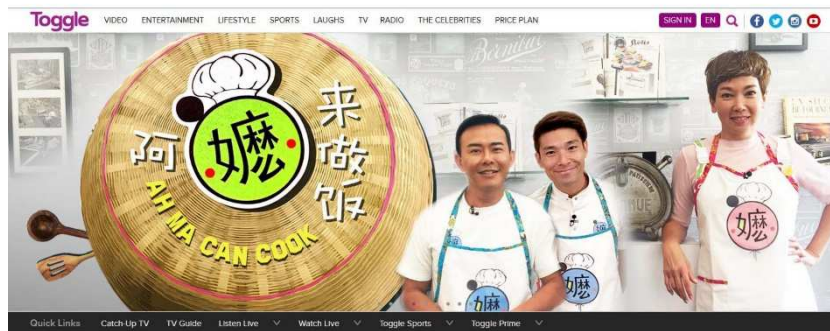 Toggle VIDEO ENTERTAINMENT LIFESTYLE SPORTS LAUGHS TV RADIO THE CELEBRITIES PRICE PLAN SIGN IN EN
阿嬷来做饭
AH MA CAN COOK
嬷
嬷
嬷
Quick Links Catch-Up TV TV Guide Listen Live Watch Live Toggle Sports Toggle Prime